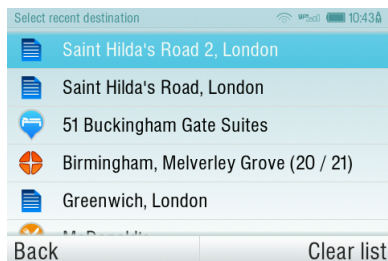 Select recent destination
10:43
Saint Hilda's Road 2, London
Saint Hilda's Road, London
51 Buckingham Gate Suites
Birmingham, Melverley Grove (20 / 21)
Greenwich, London
McDonald's
Back
Clear list